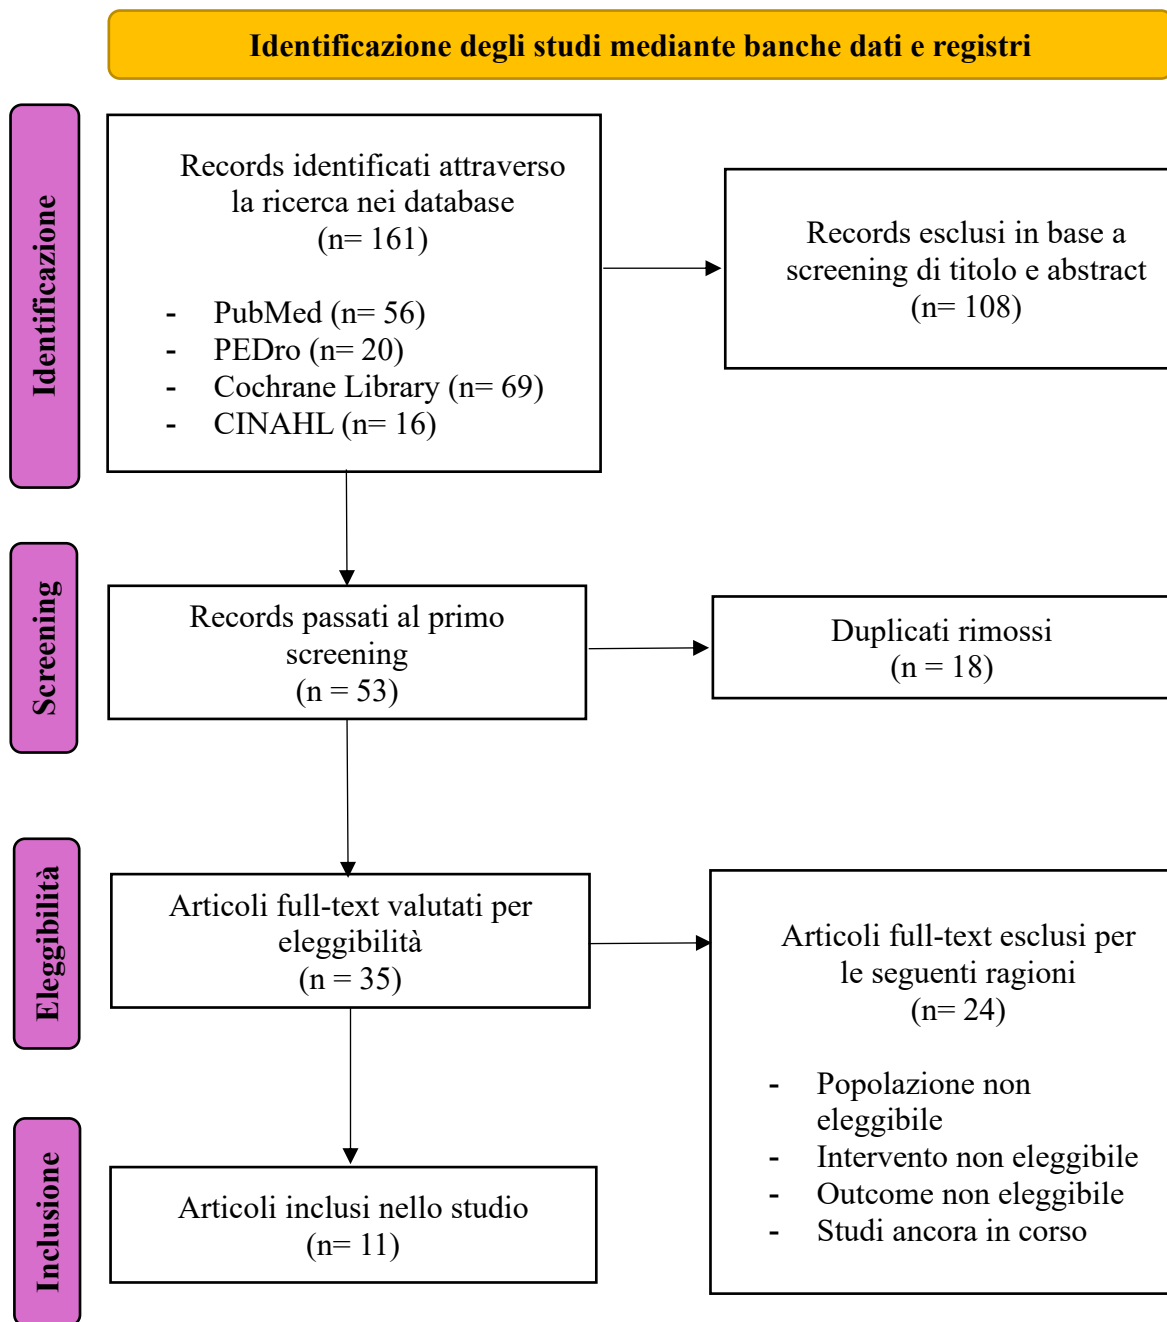 Identificazione degli studi mediante banche dati e registri
Identificazione
Records identificati attraverso
la ricerca nei database
(n= 161)
- PubMed (n= 56)
- PEDro (n= 20)
- Cochrane Library (n= 69)
- CINAHL (n= 16)
Records esclusi in base a
screening di titolo e abstract
(n= 108)
Screening
Records passati al primo
screening
(n = 53)
Duplicati rimossi
(n = 18)
Eleggibilità
Articoli full-text valutati per
eleggibilità
(n = 35)
Articoli full-text esclusi per
le seguenti ragioni
(n= 24)
- Popolazione non
eleggibile
- Intervento non eleggibile
- Outcome non eleggibile
- Studi ancora in corso
Inclusione
Articoli inclusi nello studio
(n= 11)